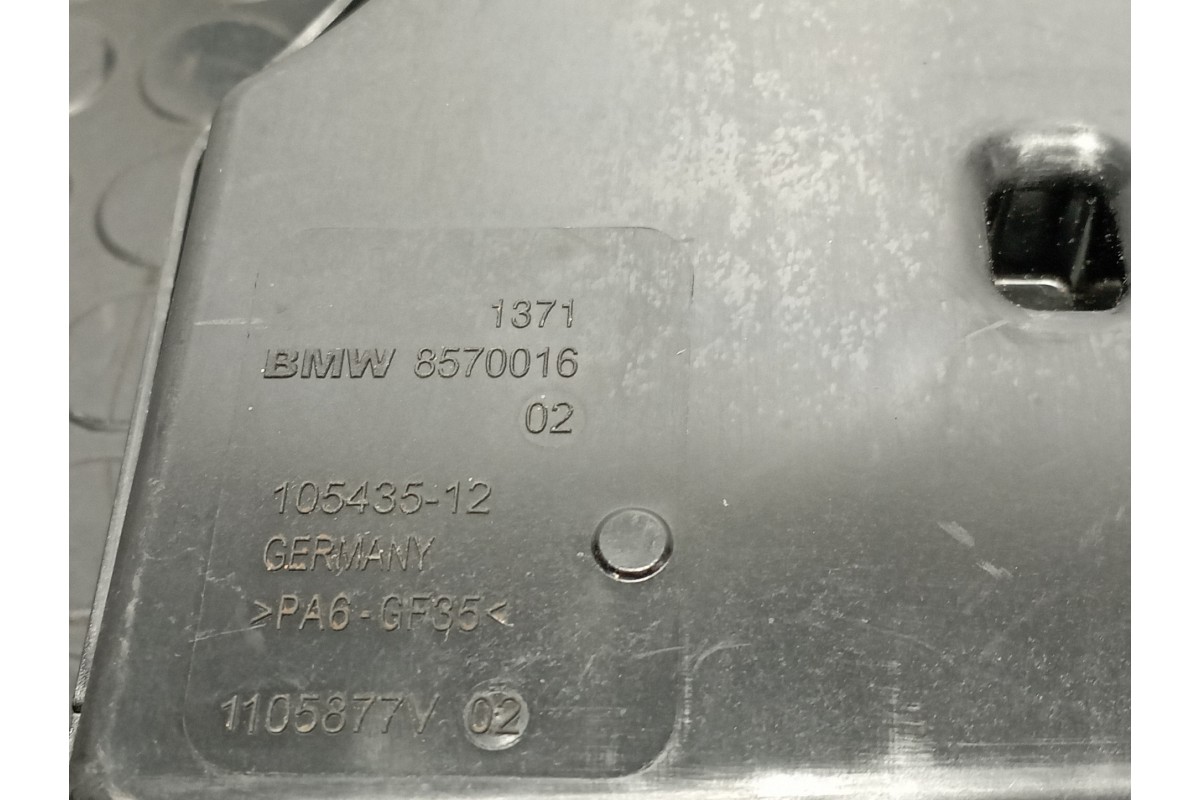 1371
BMW 8570016
02
105435-12
GERMANY
>PA6-GF35<
1105877V 02